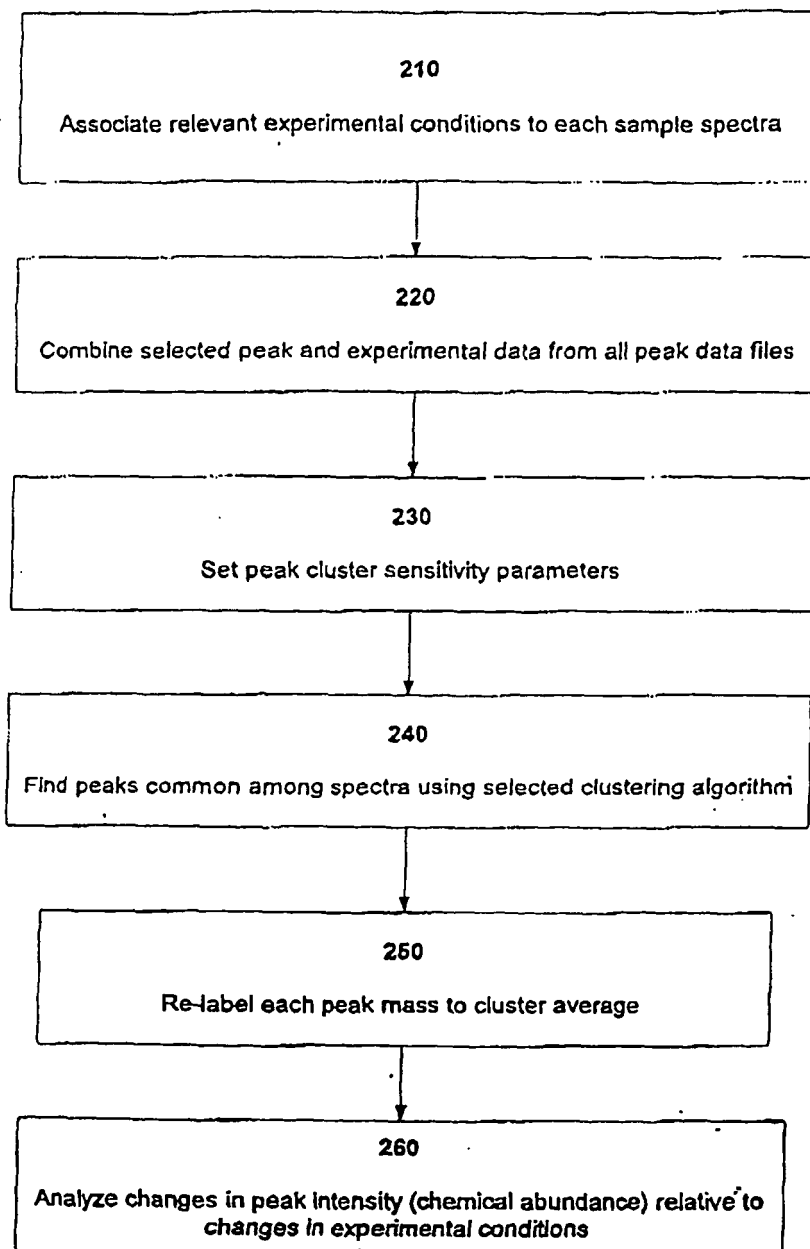 210
Associate relevant experimental conditions to each sample spectra
220
Combine selected peak and experimental data from all peak data files
230
Set peak cluster sensitivity parameters
240
Find peaks common among spectra using selected clustering algorithm
250
Re-label each peak mass to cluster average
260
Analyze changes in peak intensity (chemical abundance) relative to
changes in experimental conditions